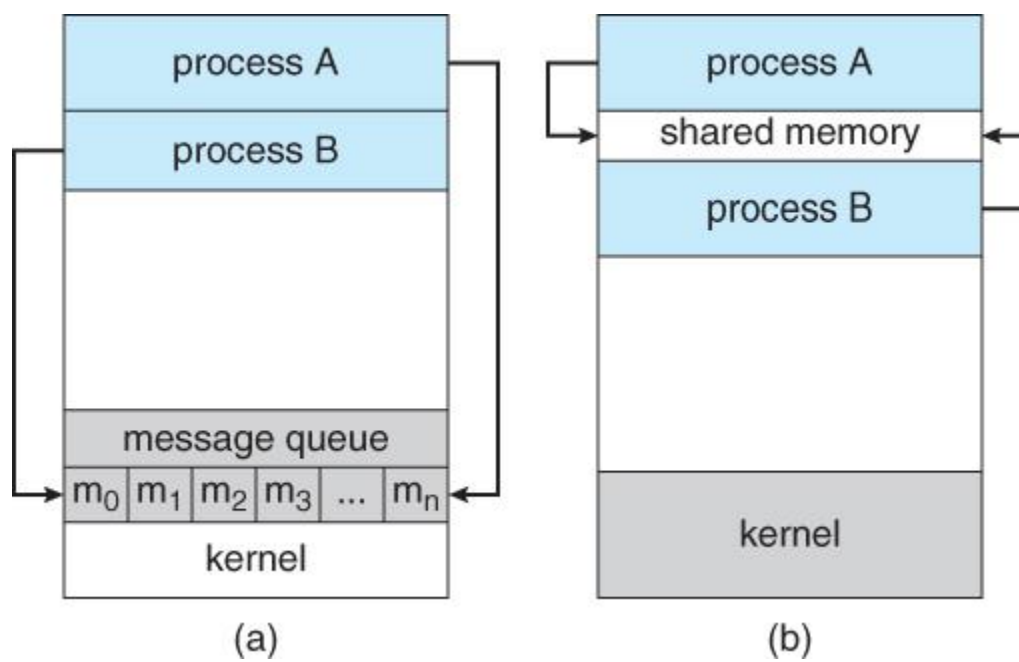 process A
process B
message queue
m₀ m₁ m₂ m₃ ... mₙ
kernel
(a)
process A
shared memory
process B
kernel
(b)